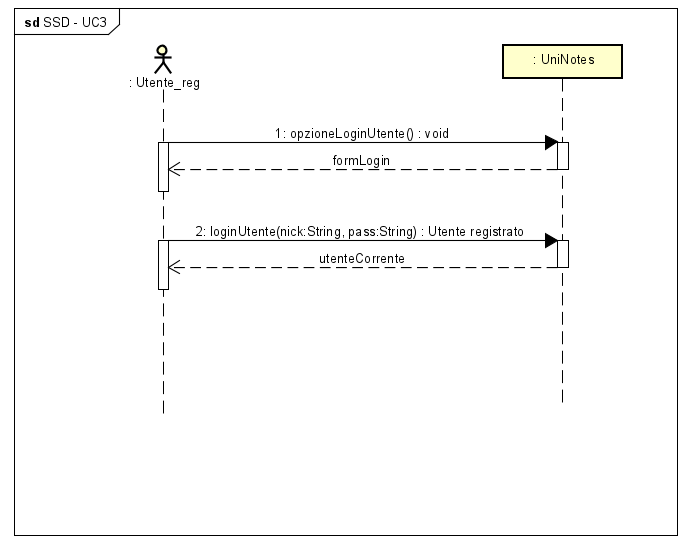 sd SSD - UC3
: Utente_reg
: UniNotes
1: opzioneLoginUtente() : void
formLogin
2: loginUtente(nick:String, pass:String) : Utente registrato
utenteCorrente